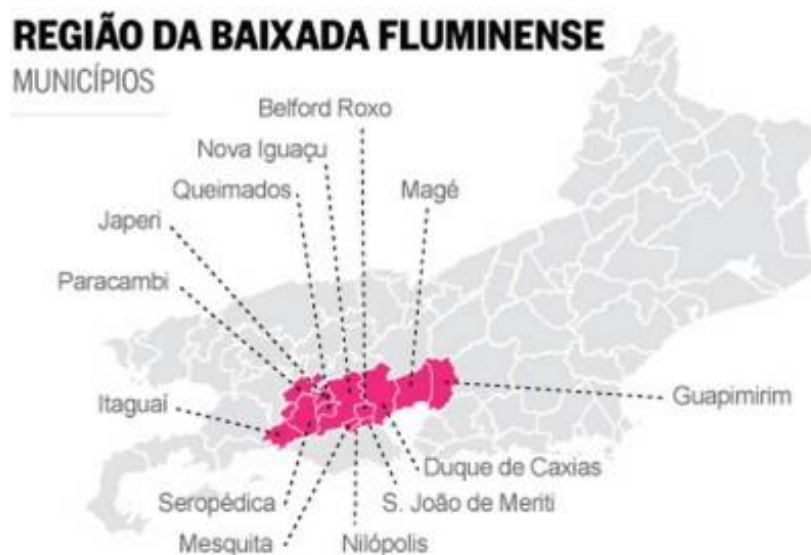 REGIÃO DA BAIXADA FLUMINENSE
MUNICÍPIOS
Belford Roxo
Nova Iguaçu
Queimados
Magé
Japeri
Paracambi
Itaguaí
Guapimirim
Duque de Caxias
Seropédica
S. João de Meriti
Mesquita
Nilópolis